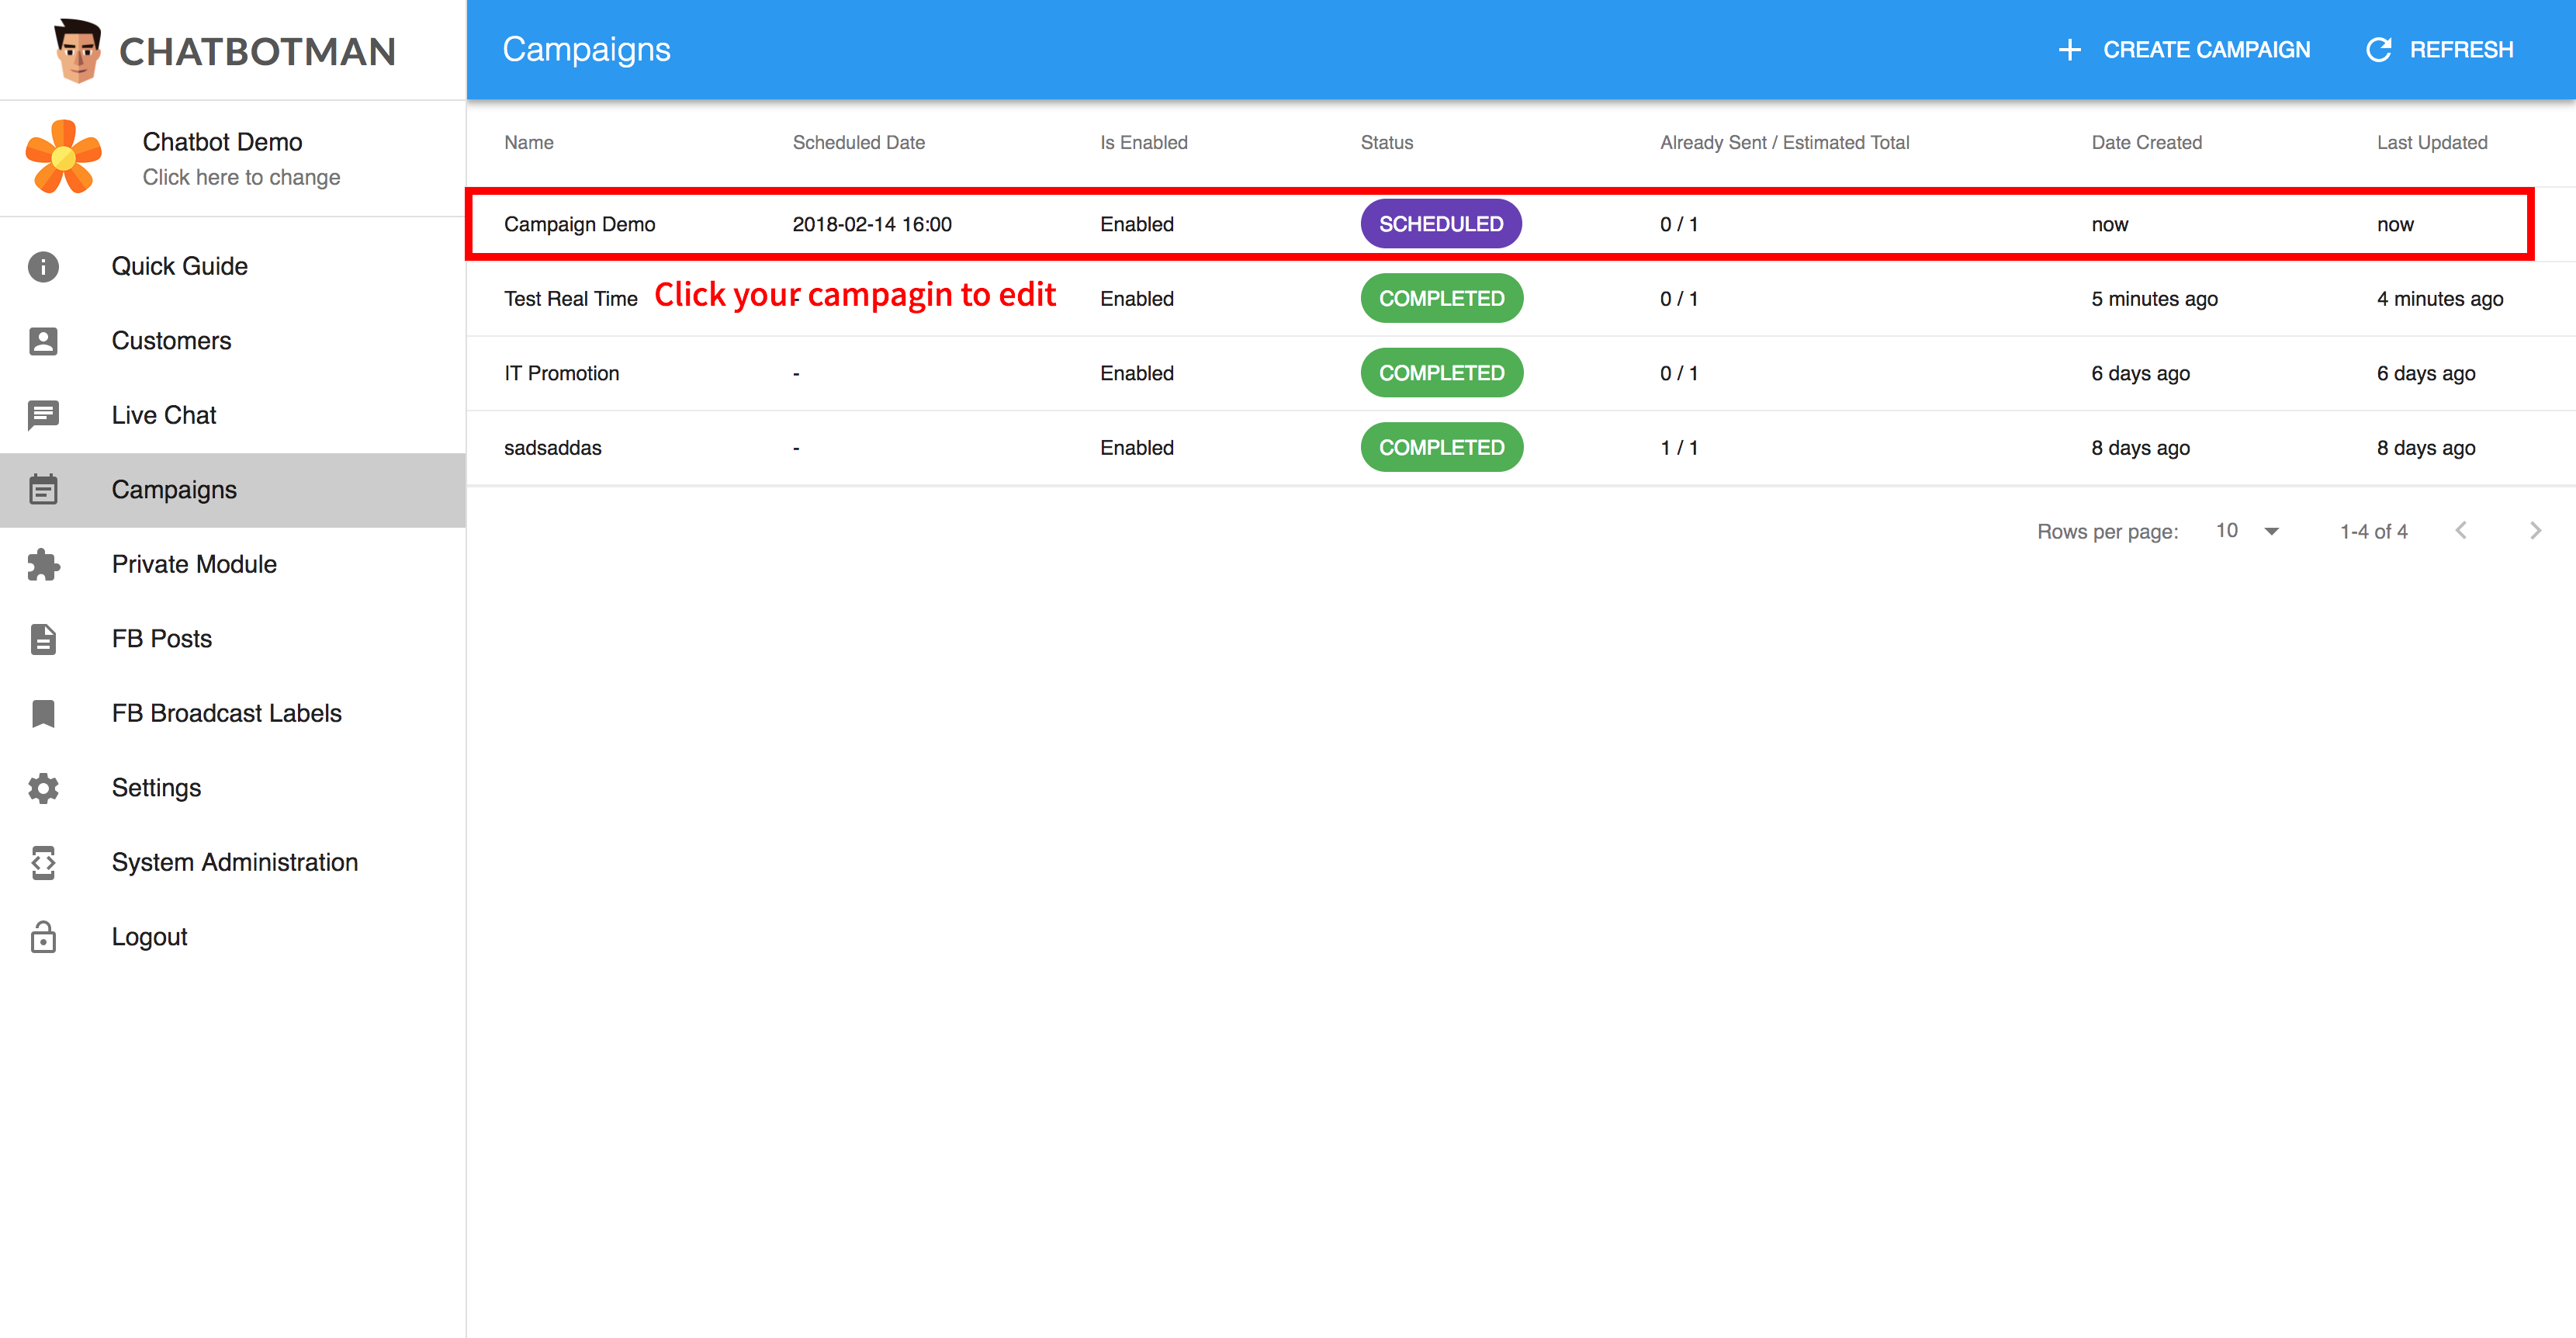 CHATBOTMAN
Chatbot Demo
Click here to change
Quick Guide
Customers
Live Chat
Campaigns
Private Module
FB Posts
FB Broadcast Labels
Settings
System Administration
Logout
Campaigns
CREATE CAMPAIGN
REFRESH
Name Scheduled Date Is Enabled Status Already Sent / Estimated Total Date Created Last Updated
Campaign Demo 2018-02-14 16:00 Enabled SCHEDULED 0 / 1 now now
Test Real Time - Enabled COMPLETED 0 / 1 5 minutes ago 4 minutes ago
Click your campagin to edit
IT Promotion - Enabled COMPLETED 0 / 1 6 days ago 6 days ago
sadsaddas - Enabled COMPLETED 1 / 1 8 days ago 8 days ago
Rows per page: 10 1-4 of 4